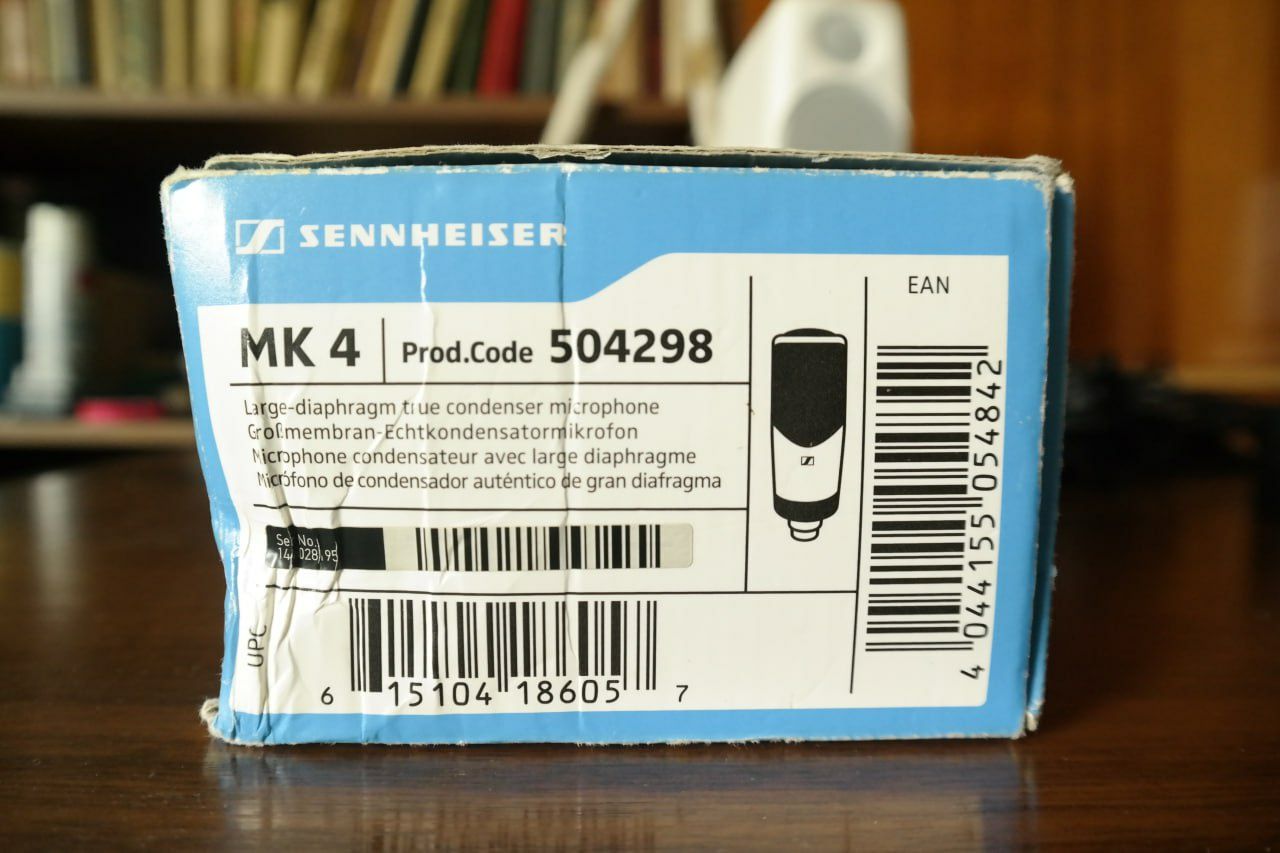 SENNHEISER
MK 4
Prod.Code 504298
Large-diaphragm true condenser microphone
Großmembran-Echtkondensatormikrofon
Microphone condensateur avec large diaphragme
Micrófono de condensador auténtico de gran diafragma
Ser.No.
UPC
6 15104 18605 7
EAN
4 044155 054842